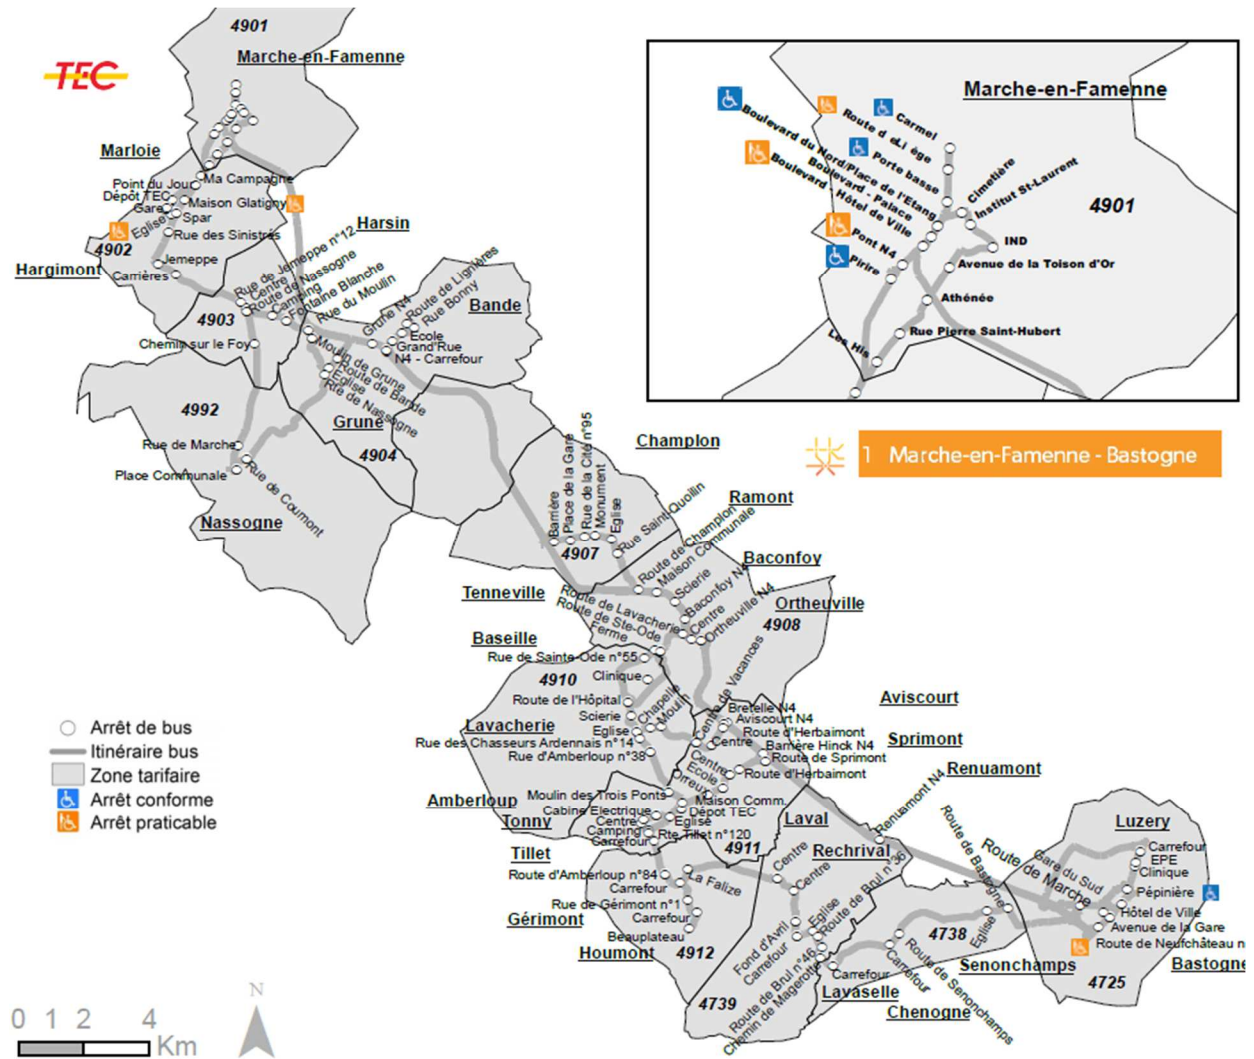 4901
Marche-en-Famenne
TEC
Marloie
Point du Jour
Ma Campagne
Dépôt TEC
Maison Glatigny
Gare
Spar
Eglise
Rue des Sinistrés
4902
Hargimont
Jemeppe
Carrières
Harsin
Rue de Jemeppe n°12
Centre
Route de Nassogne
Camping
Fontaine Blanche
Rue du Moulin
4903
Chemin sur le Foy
Grune N4
Route de Lignières
Rue Bonny
Ecole
Grand'Rue
N4 - Carrefour
Bande
Moulin de Grune
Route de Bande
Eglise
Rte de Nassogne
Grune
4904
4992
Rue de Marche
Place Communale
Rue de Coumont
Nassogne
Marche-en-Famenne
Carmel
Route de Liège
Porte basse
Boulevard du Nord/Place de l'Etang
Boulevard - Palace
Boulevard - Hôtel de Ville
Pont N4
Pirire
Cimetière
Institut St-Laurent
4901
IND
Avenue de la Toison d'Or
Athénée
Rue Pierre Saint-Hubert
Les His
1 Marche-en-Famenne - Bastogne
Champlon
Barrière
Place de la Gare
Rue de la Cité n°95
Monument
Eglise
Rue Saint-Quoilin
4907
Ramont
Route de Champlon
Maison Communale
Scierie
Baconfoy N4
Baconfoy
Tenneville
Route de Lavacherie
Route de Ste-Ode
Ferme
Centre
Ortheuville N4
Ortheuville
4908
Baseille
Rue de Sainte-Ode n°55
4910
Clinique
Route de l'Hôpital
Scierie
Chapelle
Moulin
Lavacherie
Eglise
Rue des Chasseurs Ardennais n°14
Rue d'Amberloup n°38
Centre de Vacances
Bretelle N4
Aviscourt N4
Route d'Herbaimont
Centre
Barrière Hinck N4
Route de Sprimont
Route d'Herbaimont
Centre
Ecole
Orreux
Aviscourt
Sprimont
Renuamont
Renuamont N4
Amberloup
Moulin des Trois Ponts
Maison Comm.
Cabine Electrique
Dépôt TEC
Tonny
Centre
Eglise
Camping
Rte Tillet n°120
Carrefour
4911
Laval
Tillet
Route d'Amberloup n°84
La Falize
Carrefour
Rue de Gérimont n°1
Gérimont
Carrefour
Beauplateau
Houmont
4912
Rechrival
Centre
Centre
Eglise
Route de Brul n°36
Fond d'Avril
Carrefour
Route de Brul n°46
Chemin de Magerotte
4739
Carrefour
Lavaselle
Carrefour
Route de Senonchamps
Chenogne
4738
Eglise
Route de Bastogne
Senonchamps
Route de Marche
Gare du Sud
Luzery
Carrefour
EPE
Clinique
Pépinière
Hôtel de Ville
Avenue de la Gare
Route de Neufchâteau n
Bastogne
4725
Arrêt de bus
Itinéraire bus
Zone tarifaire
Arrêt conforme
Arrêt praticable
0 1 2 4
Km
N